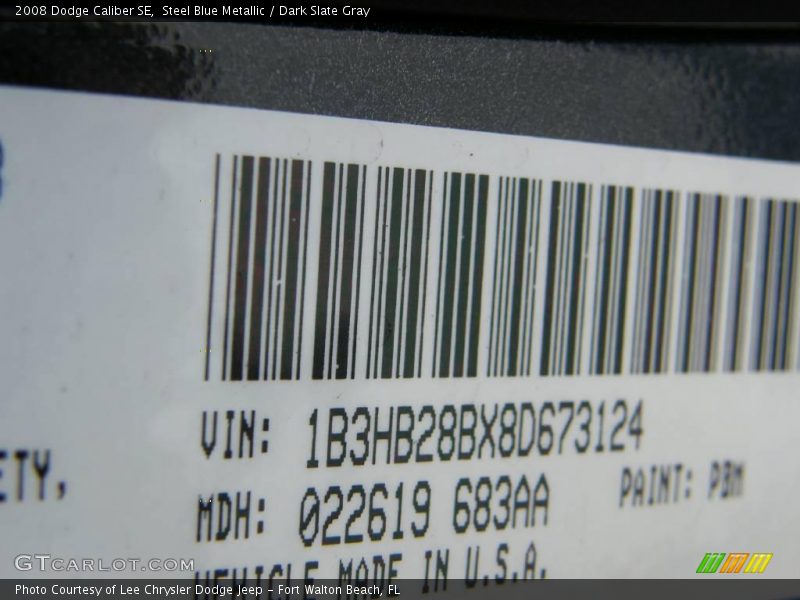 2008 Dodge Caliber SE, Steel Blue Metallic / Dark Slate Gray
VIN: 1B3HB28BX8D673124
ETY,
MDH: 022619 683AA PAINT: PBM
VEHICLE MADE IN U.S.A.
GTCARLOT.COM
Photo Courtesy of Lee Chrysler Dodge Jeep - Fort Walton Beach, FL